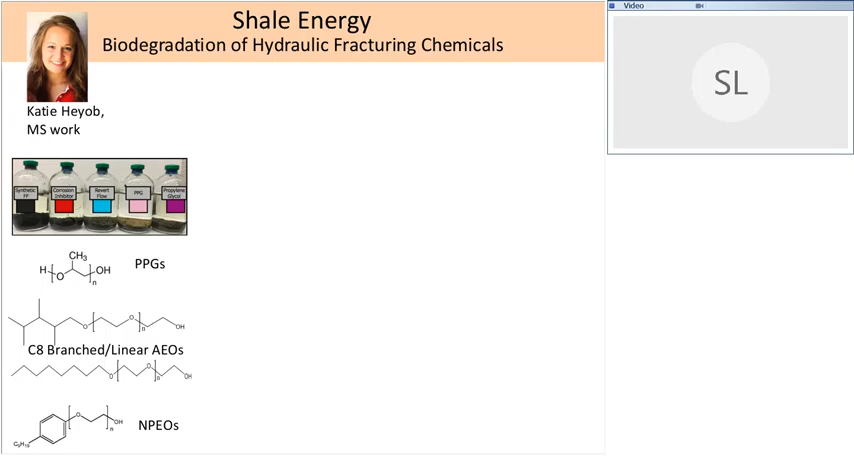 Shale Energy
Biodegradation of Hydraulic Fracturing Chemicals
Katie Heyob,
MS work
Synthetic FF
Corrosion Inhibitor
Revert Flow
PPG
Propylene Glycol
CH3
H
O
OH
n
PPGs
O
O
n
OH
C8 Branched/Linear AEOs
O
O
n
OH
O
OH
n
C9H19
NPEOs
Video
SL